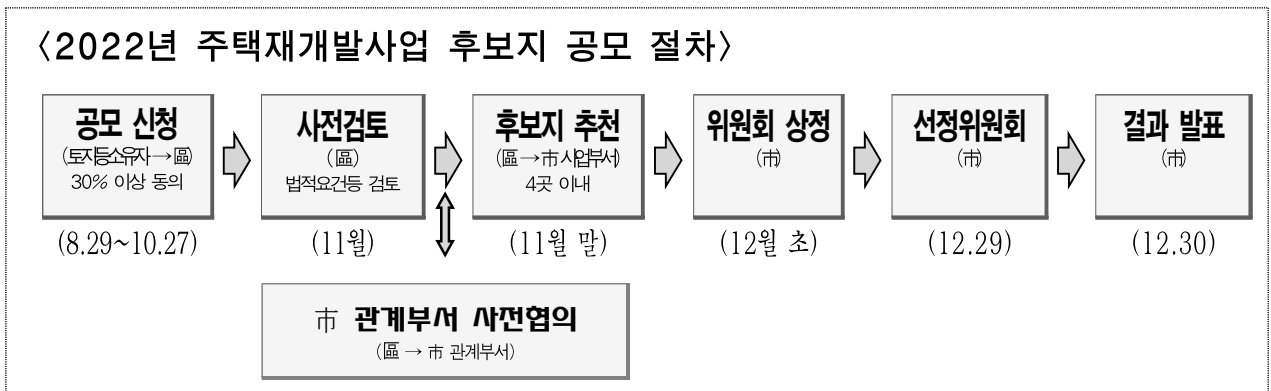 〈2022년 주택재개발사업 후보지 공모 절차〉
공모 신청
(토지등소유자→區)
30% 이상 동의
(8.29~10.27)
사전검토
(區)
법적요건등 검토
(11월)
후보지 추천
(區→市 사업부서)
4곳 이내
(11월 말)
위원회 상정
(市)
(12월 초)
선정위원회
(市)
(12.29)
결과 발표
(市)
(12.30)
市 관계부서 사전협의
(區 → 市 관계부서)